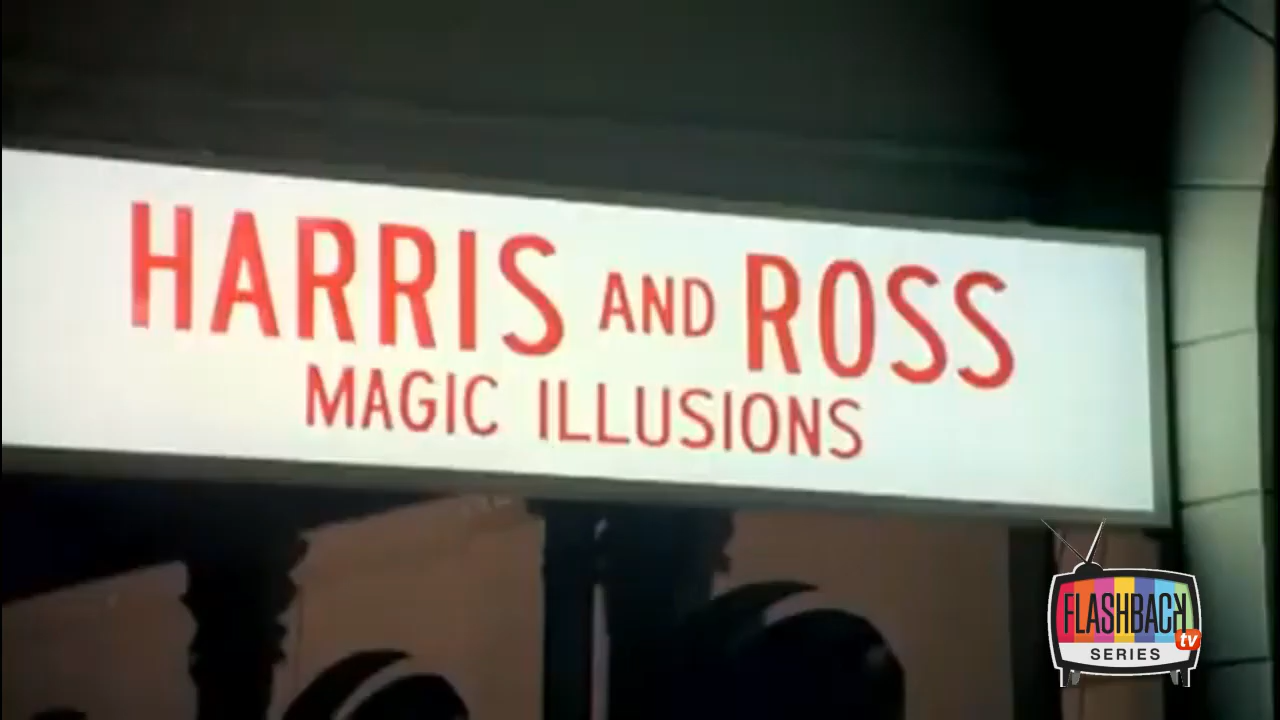 HARRIS AND ROSS
MAGIC ILLUSIONS
FLASHBACK
tv
SERIES